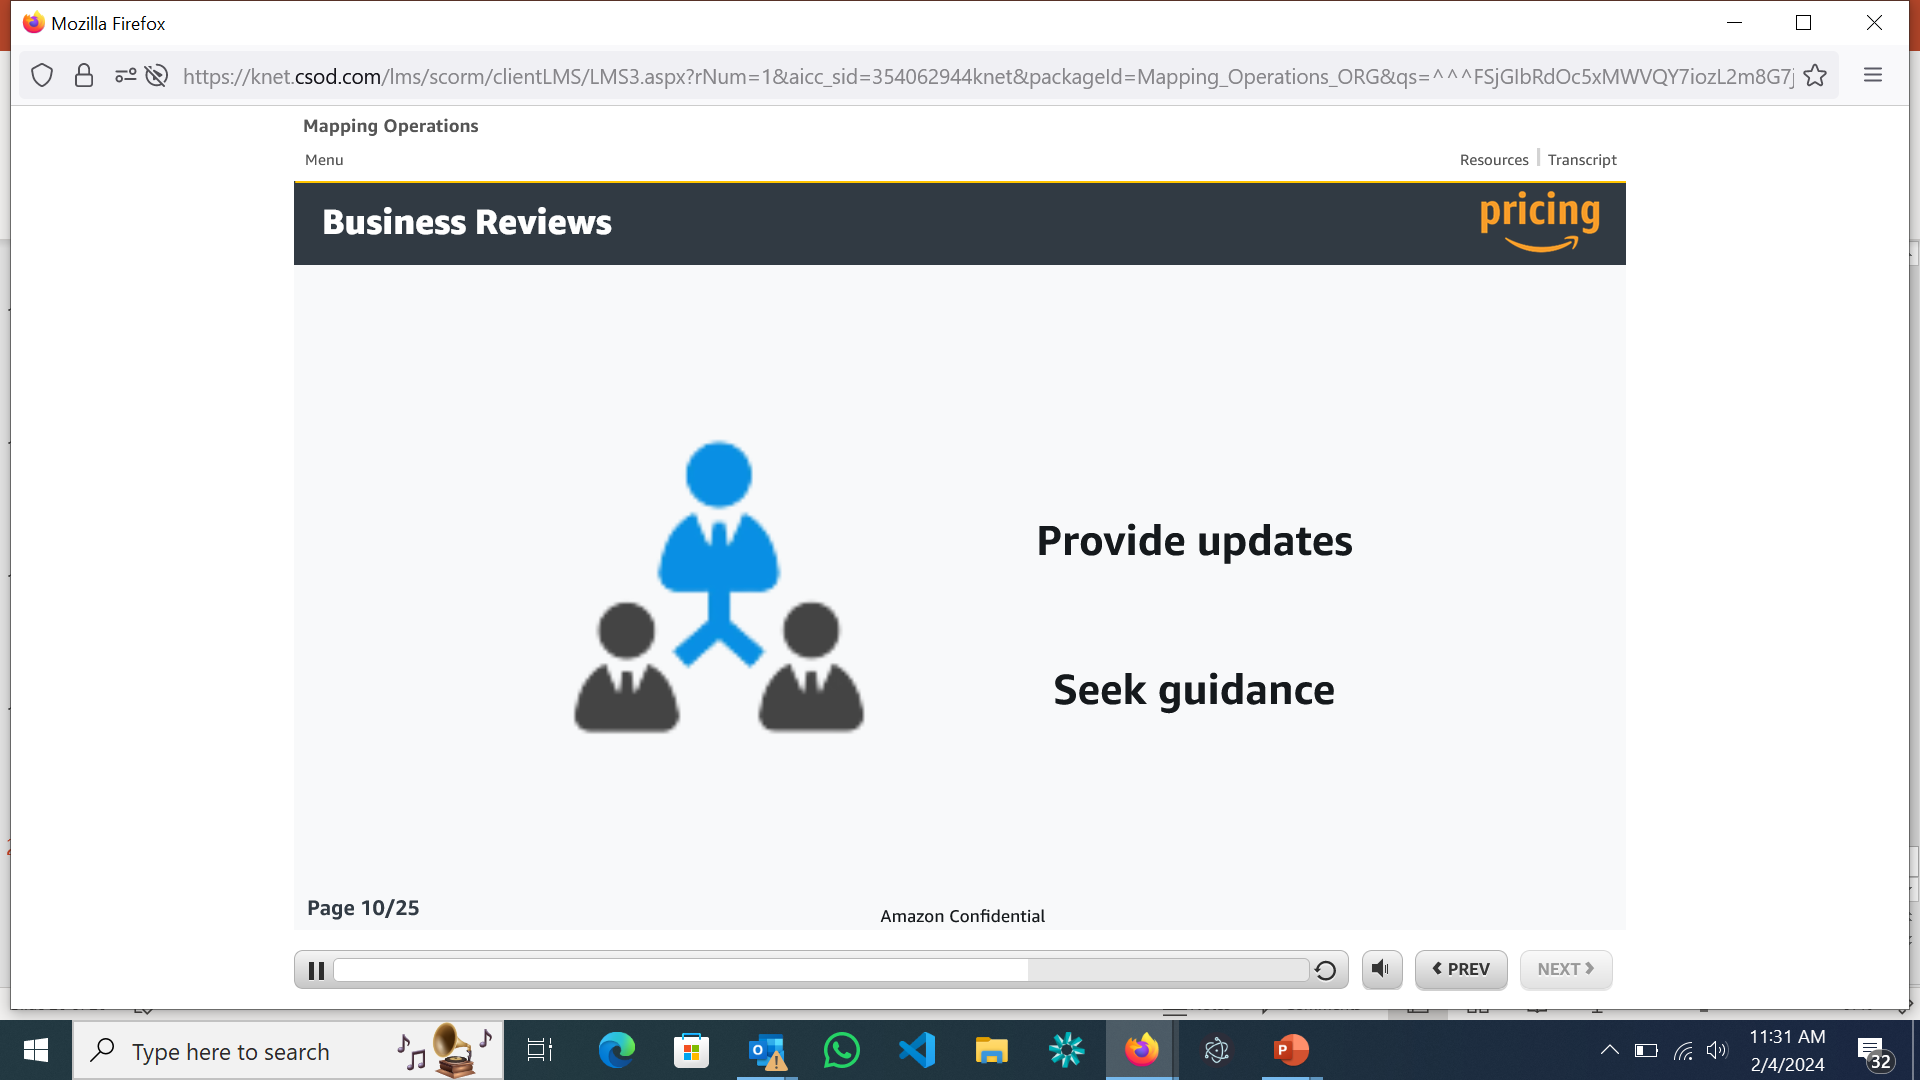 Mozilla Firefox
https://knet.csod.com/lms/scorm/clientLMS/LMS3.aspx?rNum=1&aicc_sid=354062944knet&packageId=Mapping_Operations_ORG&qs=^^^FSjGIbRdOc5xMWVQY7iozL2m8G7j
Mapping Operations
Menu
Resources
Transcript
Business Reviews
pricing
Provide updates
Seek guidance
Page 10/25
Amazon Confidential
PREV
NEXT
Type here to search
11:31 AM
2/4/2024
32